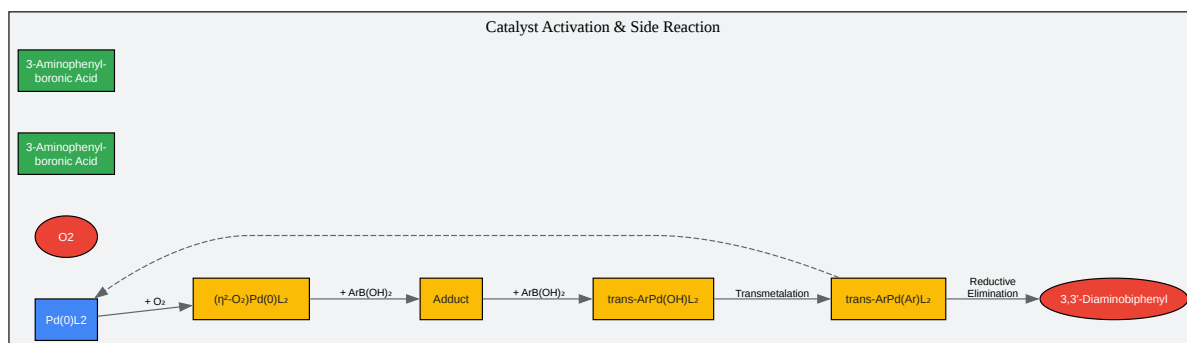 Catalyst Activation & Side Reaction
3-Aminophenyl-
boronic Acid
3-Aminophenyl-
boronic Acid
O2
Pd(0)L2
+ O₂
(η²-O₂)Pd(0)L₂
+ ArB(OH)₂
Adduct
+ ArB(OH)₂
trans-ArPd(OH)L₂
Transmetalation
trans-ArPd(Ar)L₂
Reductive
Elimination
3,3'-Diaminobiphenyl